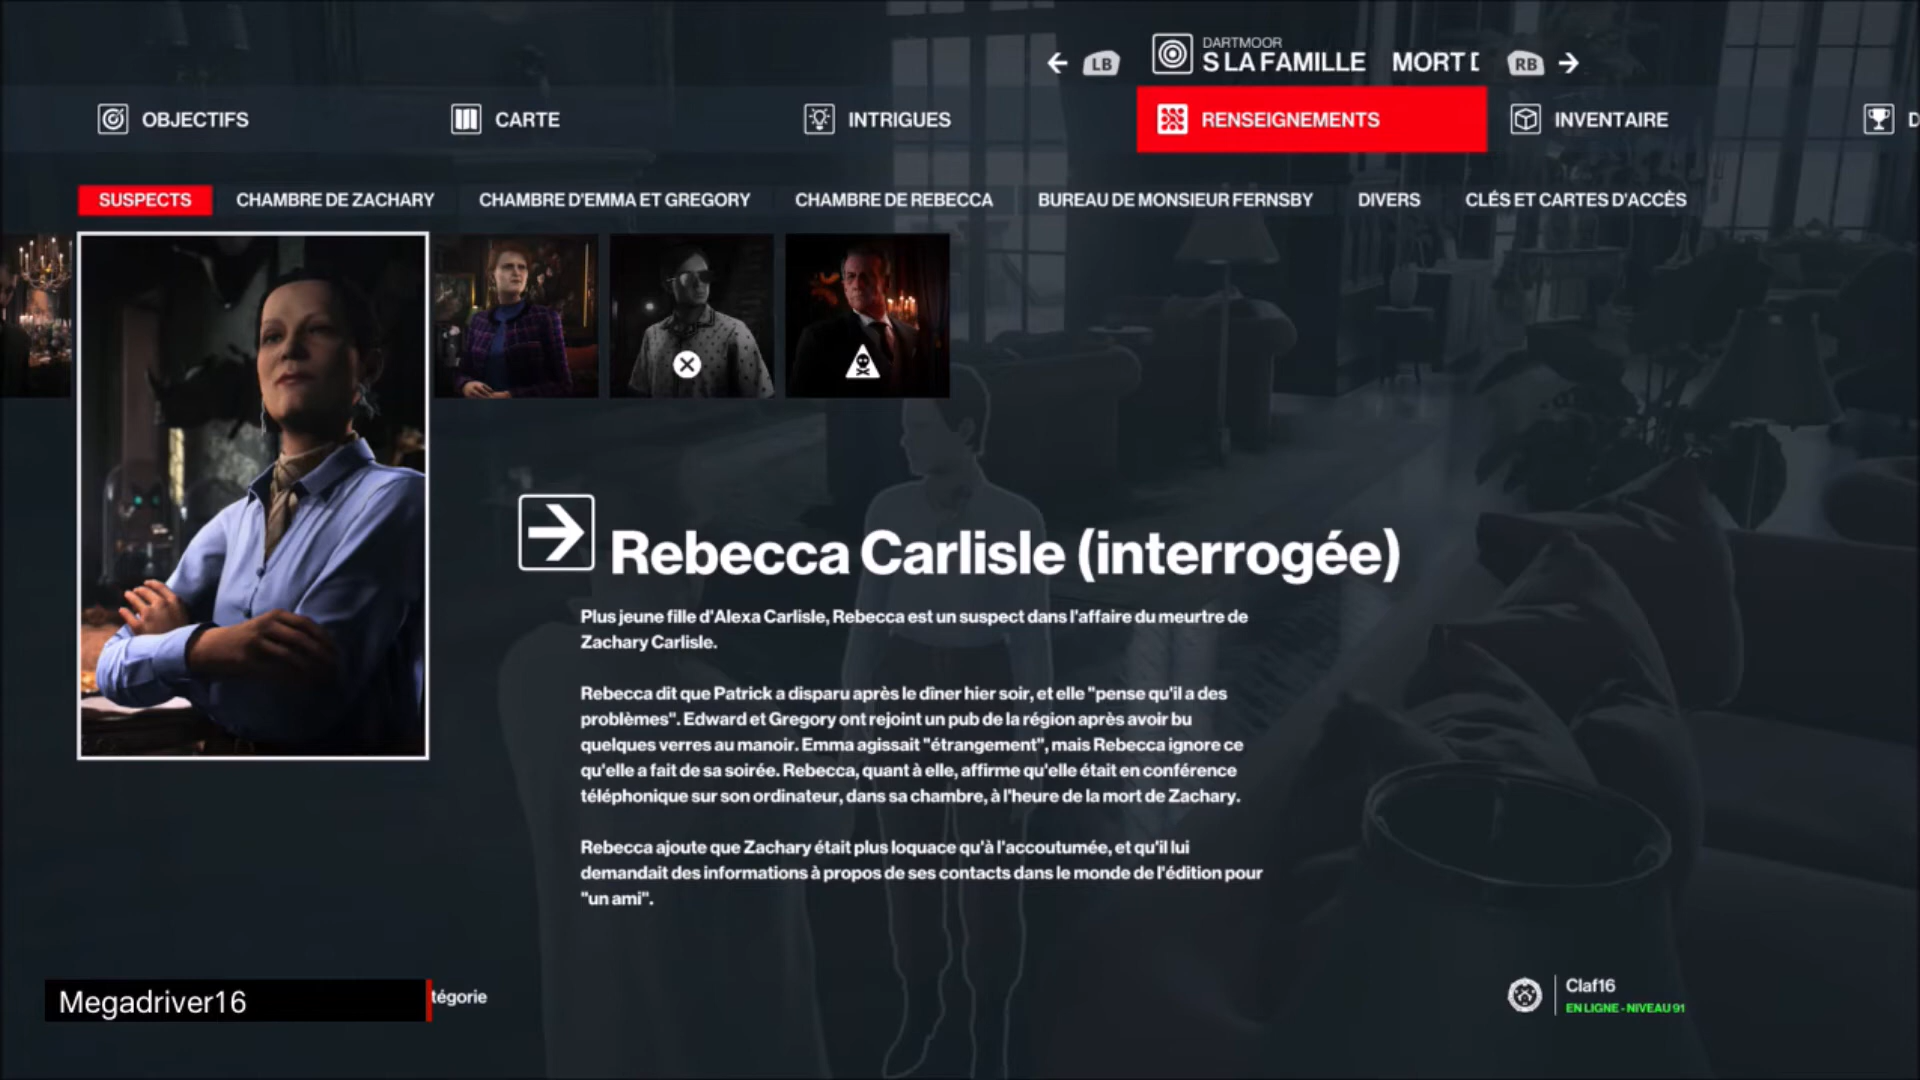 DARTMOOR
LB S LA FAMILLE MORT D RB
OBJECTIFS CARTE INTRIGUES RENSEIGNEMENTS INVENTAIRE D
SUSPECTS CHAMBRE DE ZACHARY CHAMBRE D'EMMA ET GREGORY CHAMBRE DE REBECCA BUREAU DE MONSIEUR FERNSBY DIVERS CLÉS ET CARTES D'ACCÈS
Rebecca Carlisle (interrogée)
Plus jeune fille d'Alexa Carlisle, Rebecca est un suspect dans l'affaire du meurtre de
Zachary Carlisle.
Rebecca dit que Patrick a disparu après le dîner hier soir, et elle "pense qu'il a des
problèmes". Edward et Gregory ont rejoint un pub de la région après avoir bu
quelques verres au manoir. Emma agissait "étrangement", mais Rebecca ignore ce
qu'elle a fait de sa soirée. Rebecca, quant à elle, affirme qu'elle était en conférence
téléphonique sur son ordinateur, dans sa chambre, à l'heure de la mort de Zachary.
Rebecca ajoute que Zachary était plus loquace qu'à l'accoutumée, et qu'il lui
demandait des informations à propos de ses contacts dans le monde de l'édition pour
"un ami".
Megadriver16 tégorie
Claf16
EN LIGNE - NIVEAU 91